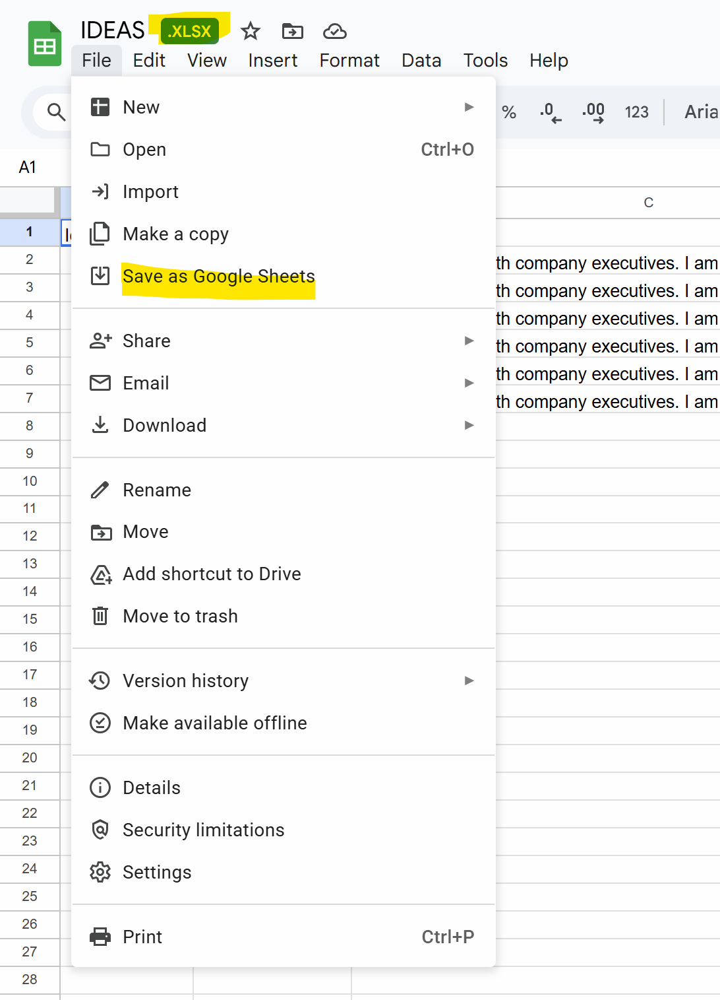 IDEAS .XLSX
File Edit View Insert Format Data Tools Help
% .0 .00 123 Aria
A1
C
New
Open Ctrl+O
Import
Make a copy
Save as Google Sheets
Share
Email
Download
Rename
Move
Add shortcut to Drive
Move to trash
Version history
Make available offline
Details
Security limitations
Settings
Print Ctrl+P
1
2 th company executives. I am
3 th company executives. I am
4 th company executives. I am
5 th company executives. I am
6 th company executives. I am
7 th company executives. I am
8
9
10
11
12
13
14
15
16
17
18
19
20
21
22
23
24
25
26
27
28